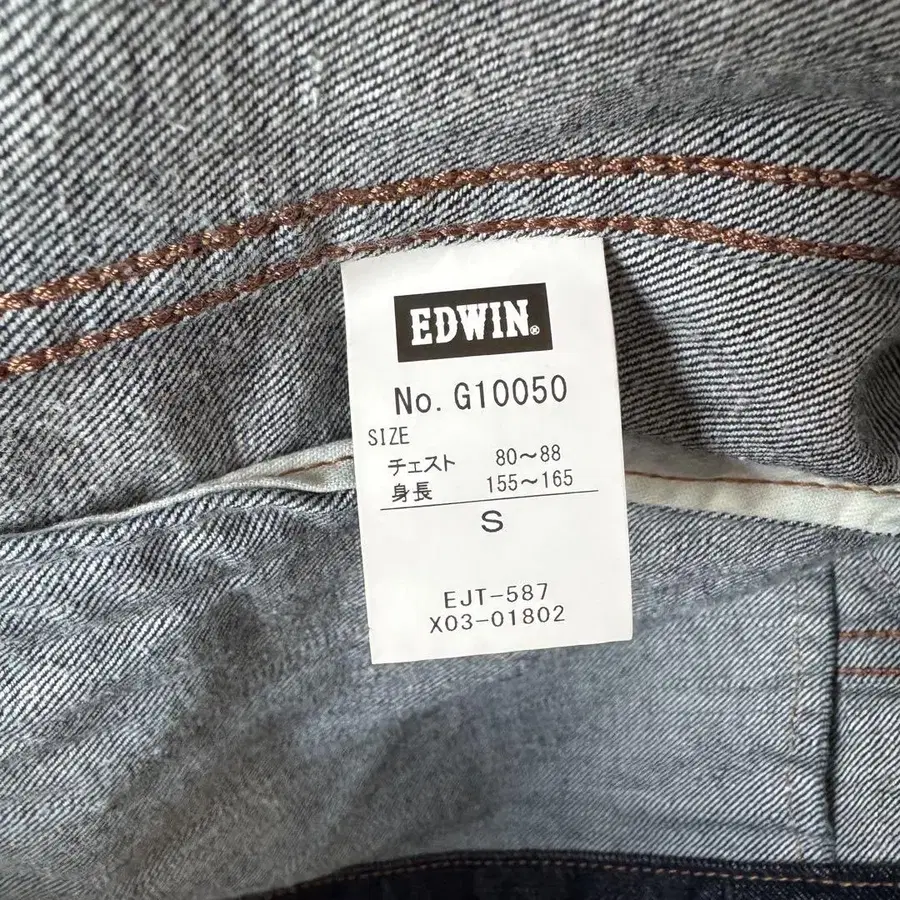 EDWIN®
No. G10050
SIZE
チェスト 80～88
身長 155～165
S
EJT-587
X03-01802